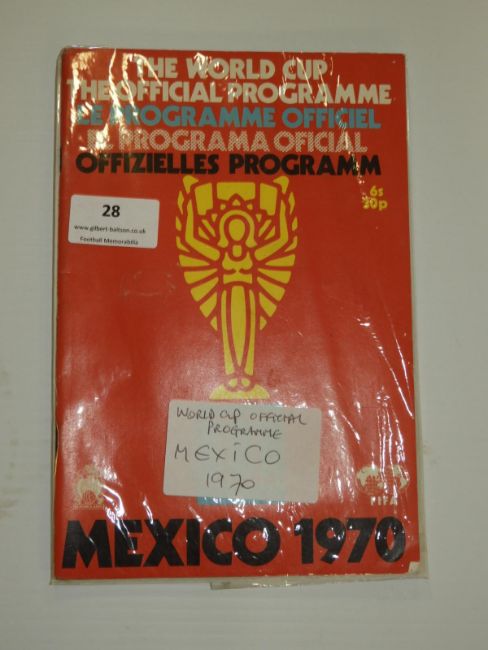 THE WORLD CUP
THE OFFICIAL PROGRAMME
LE PROGRAMME OFFICIEL
EL PROGRAMA OFICIAL
OFFIZIELLES PROGRAMM
6s
30p
28
www.gilbert-baitson.co.uk
Football Memorabilia
WORLD CUP OFFICIAL
PROGRAMME
MEXICO
1970
FIFA
MEXICO 1970